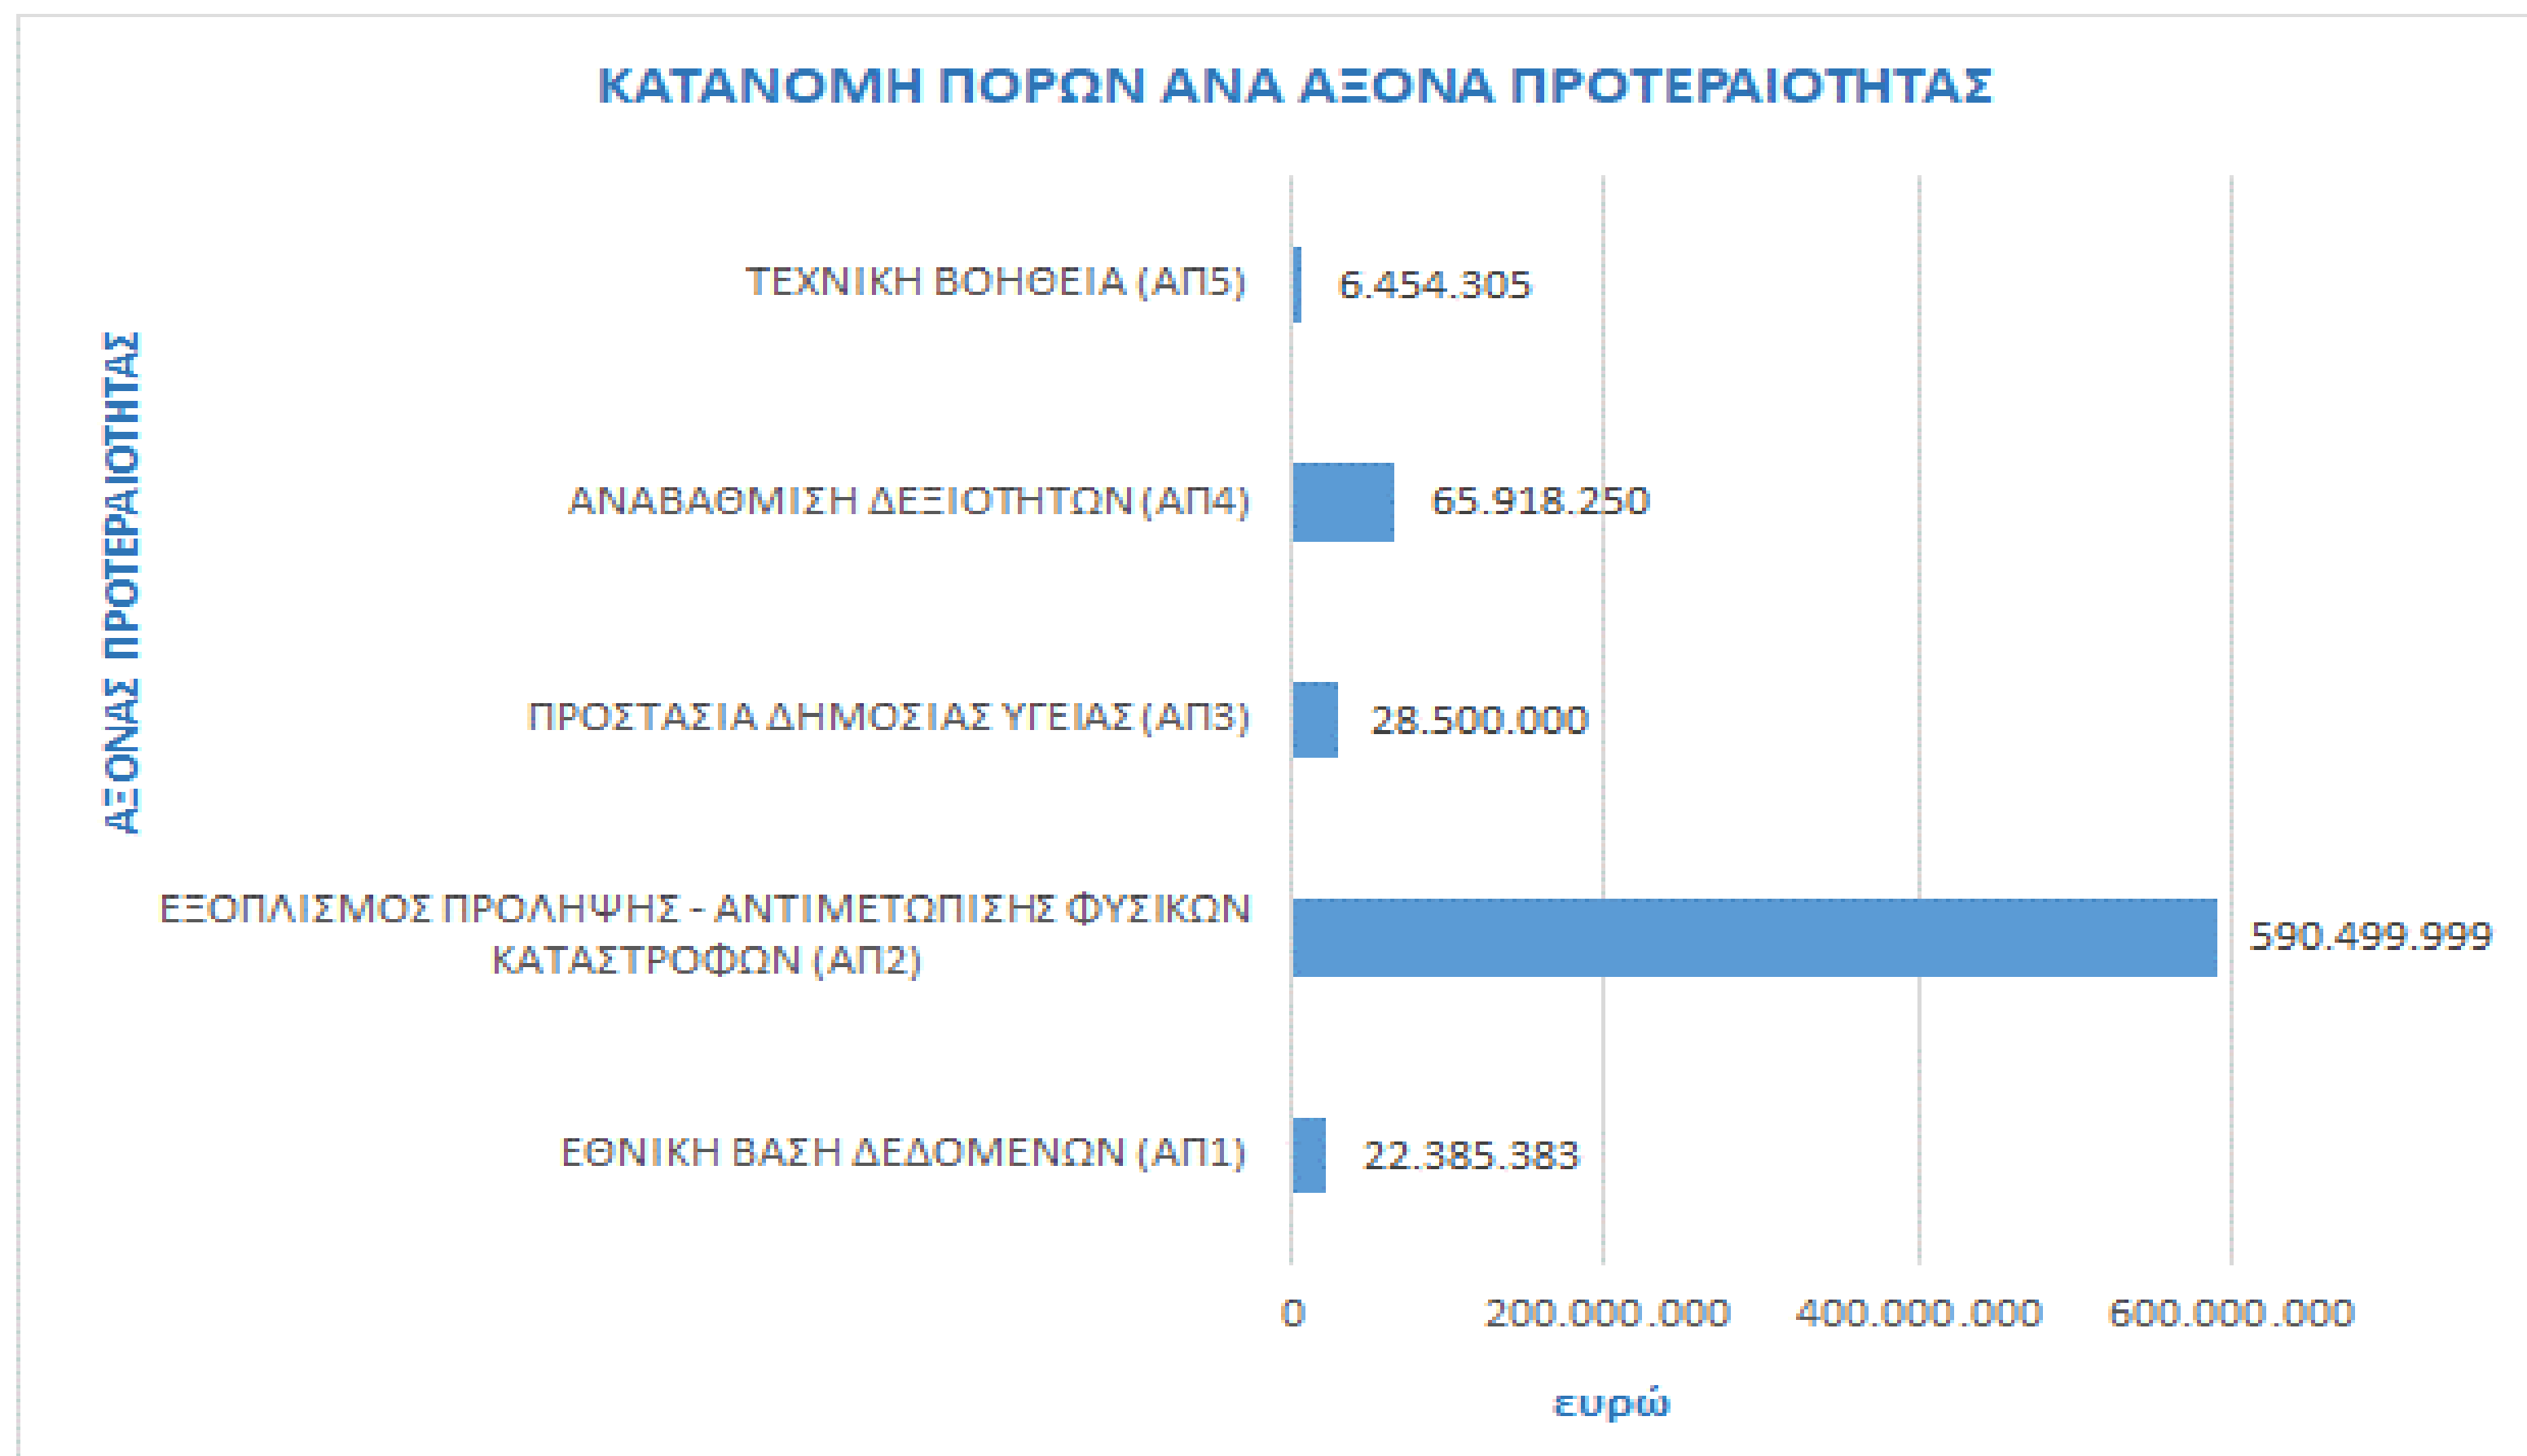 ΚΑΤΑΝΟΜΗ ΠΟΡΩΝ ΑΝΑ ΑΞΟΝΑ ΠΡΟΤΕΡΑΙΟΤΗΤΑΣ
ΑΞΟΝΑΣ ΠΡΟΤΕΡΑΙΟΤΗΤΑΣ
ΤΕΧΝΙΚΗ ΒΟΗΘΕΙΑ (ΑΠ5) 6.454.305
ΑΝΑΒΑΘΜΙΣΗ ΔΕΞΙΟΤΗΤΩΝ (ΑΠ4) 65.918.250
ΠΡΟΣΤΑΣΙΑ ΔΗΜΟΣΙΑΣ ΥΓΕΙΑΣ (ΑΠ3) 28.500.000
ΕΞΟΠΛΙΣΜΟΣ ΠΡΟΛΗΨΗΣ - ΑΝΤΙΜΕΤΩΠΙΣΗΣ ΦΥΣΙΚΩΝ
ΚΑΤΑΣΤΡΟΦΩΝ (ΑΠ2) 590.499.999
ΕΘΝΙΚΗ ΒΑΣΗ ΔΕΔΟΜΕΝΩΝ (ΑΠ1) 22.385.383
0 200.000.000 400.000.000 600.000.000
ευρώ